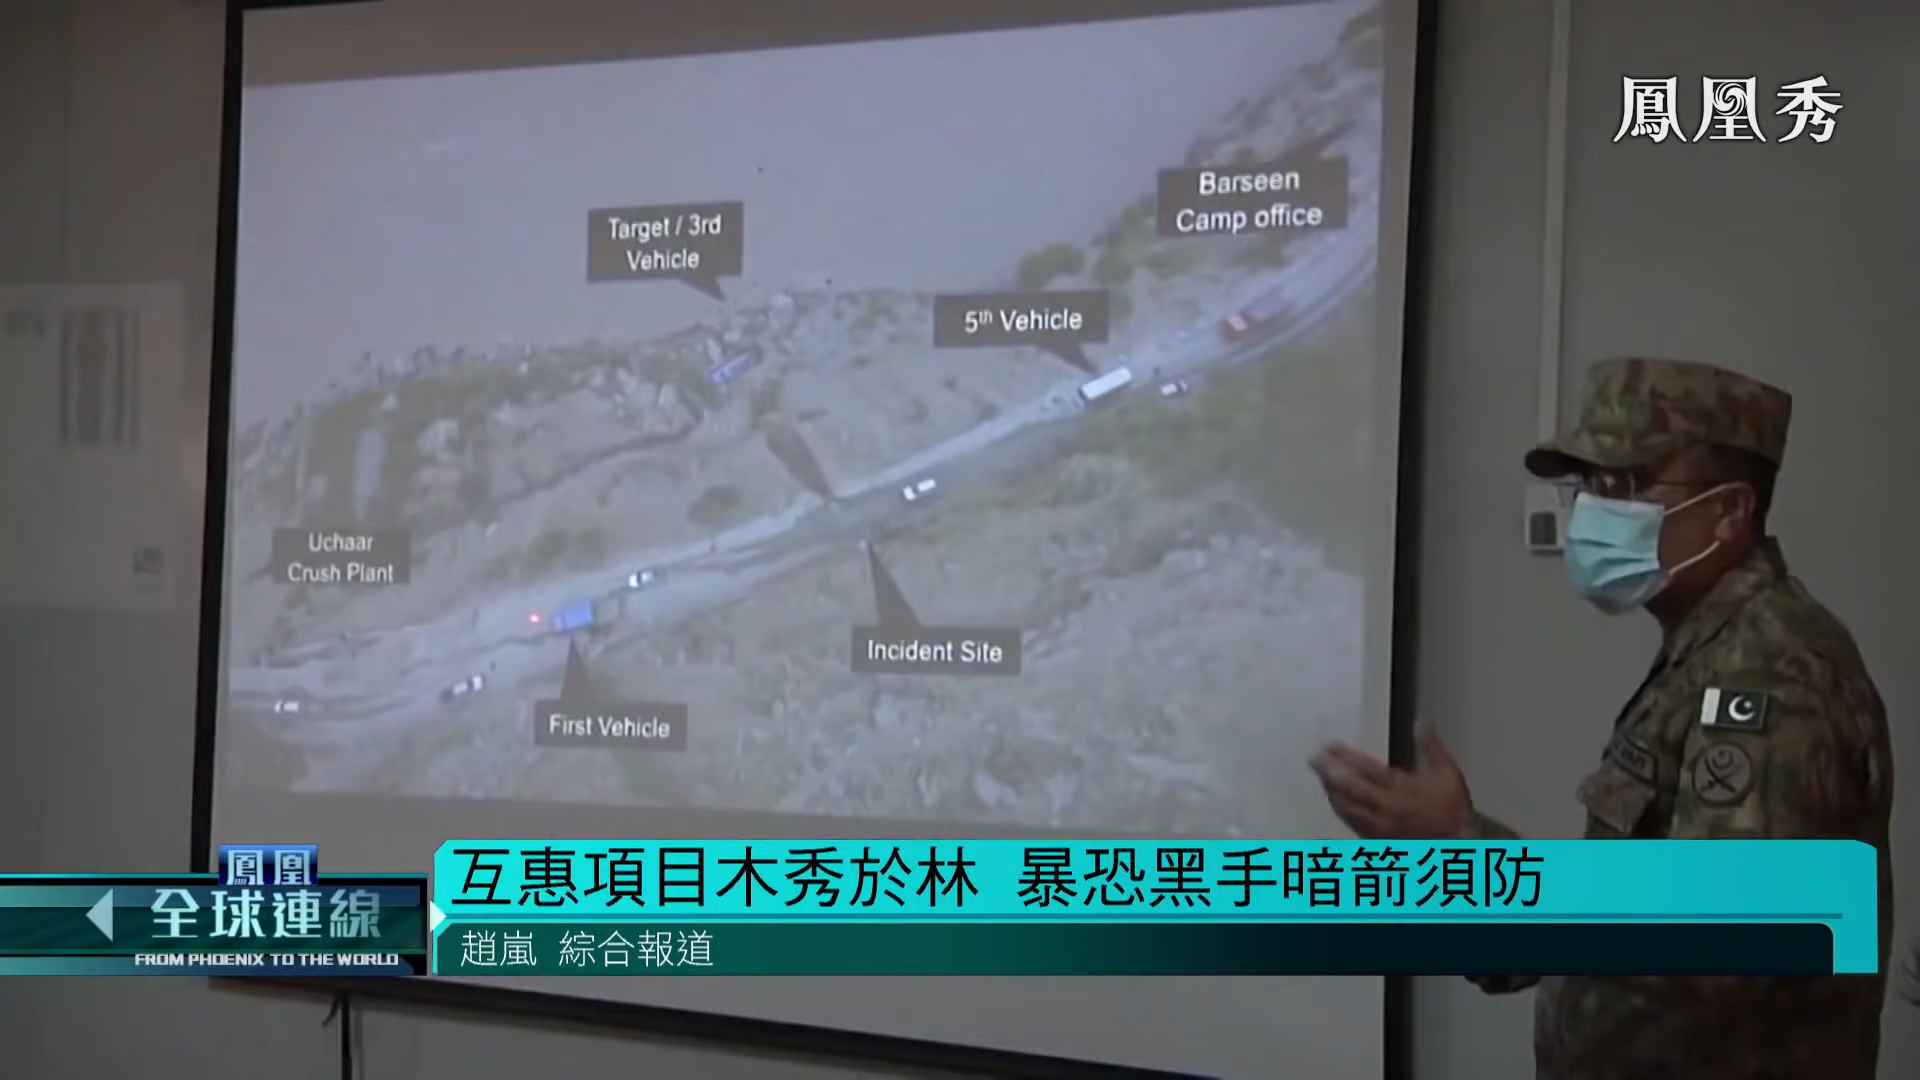 鳳凰秀
Barseen
Camp office
Target / 3rd
Vehicle
5th Vehicle
Uchaar
Crush Plant
Incident Site
First Vehicle
鳳凰
全球連線
FROM PHOENIX TO THE WORLD
互惠項目木秀於林 暴恐黑手暗箭須防
趙嵐 綜合報道